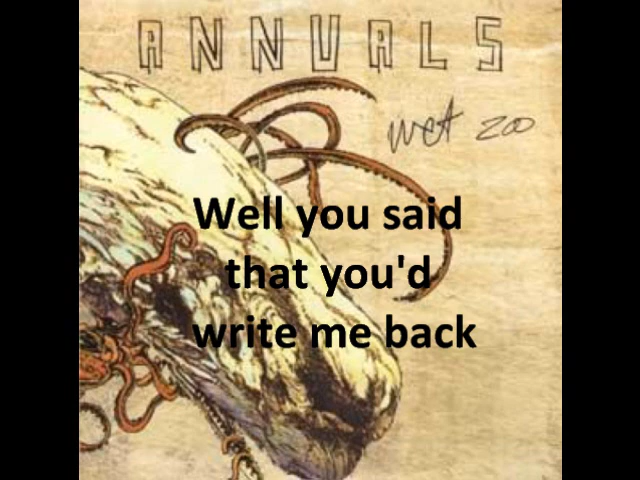 ANNUALS
wet zoo
Well you said
that you'd
write me back